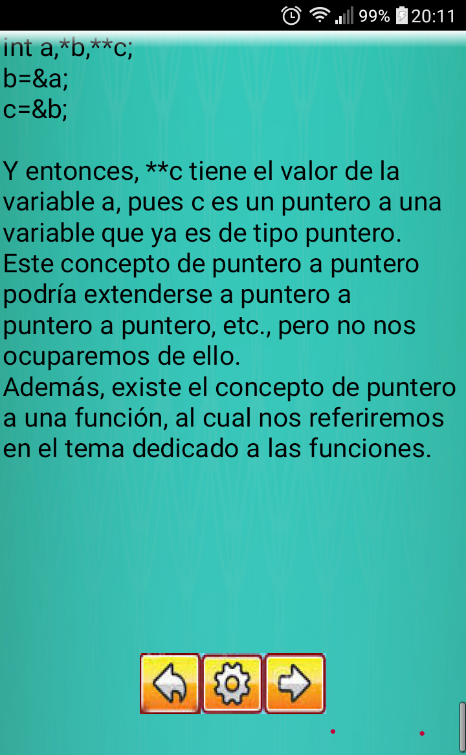 99% 20:11
int a,*b,**c;
b=&a;
c=&b;
Y entonces, **c tiene el valor de la
variable a, pues c es un puntero a una
variable que ya es de tipo puntero.
Este concepto de puntero a puntero
podría extenderse a puntero a
puntero a puntero, etc., pero no nos
ocuparemos de ello.
Además, existe el concepto de puntero
a una función, al cual nos referiremos
en el tema dedicado a las funciones.